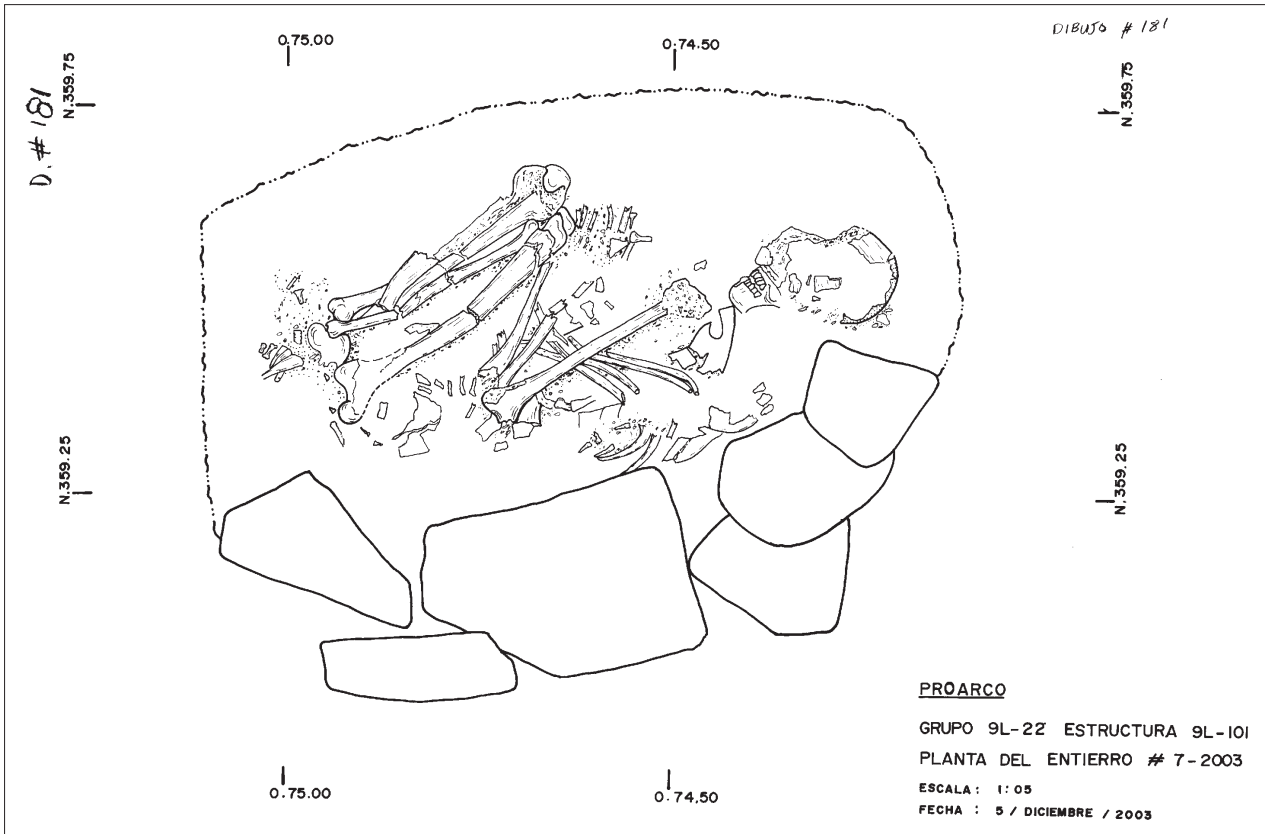 DIBUJO # 181
D. # 181
0.75.00
0.74.50
N.359.75
N.359.75
N.359.25
N.359.25
0.75.00
0.74.50
PROARCO
GRUPO 9L-22 ESTRUCTURA 9L-101
PLANTA DEL ENTIERRO # 7-2003
ESCALA : 1:05
FECHA : 5 / DICIEMBRE / 2003